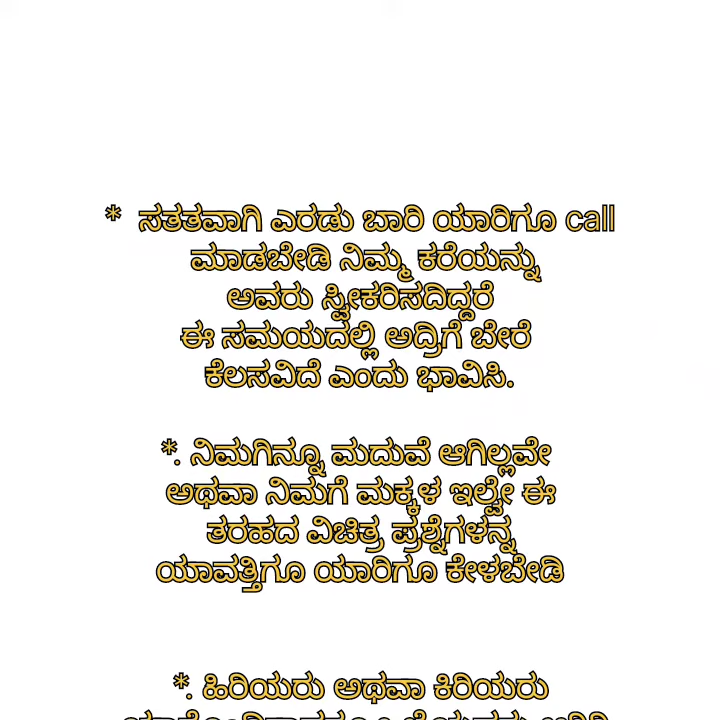 * ಸತತವಾಗಿ ಎರಡು ಬಾರಿ ಯಾರಿಗೂ call
ಮಾಡಬೇಡಿ ನಿಮ್ಮ ಕರೆಯನ್ನು
ಅವರು ಸ್ವೀಕರಿಸದಿದ್ದರೆ
ಈ ಸಮಯದಲ್ಲಿ ಅದ್ರಿಗೆ ಬೇರೆ
ಕೆಲಸವಿದೆ ಎಂದು ಭಾವಿಸಿ.
*. ನಿಮಗಿನ್ನೂ ಮದುವೆ ಆಗಿಲ್ಲವೇ
ಅಥವಾ ನಿಮಗೆ ಮಕ್ಕಳ ಇಲ್ವೇ ಈ
ತರಹದ ವಿಚಿತ್ರ ಪ್ರಶ್ನೆಗಳನ್ನ
ಯಾವತ್ತಿಗೂ ಯಾರಿಗೂ ಕೇಳಬೇಡಿ
*. ಹಿರಿಯರು ಅಥವಾ ಕಿರಿಯರು